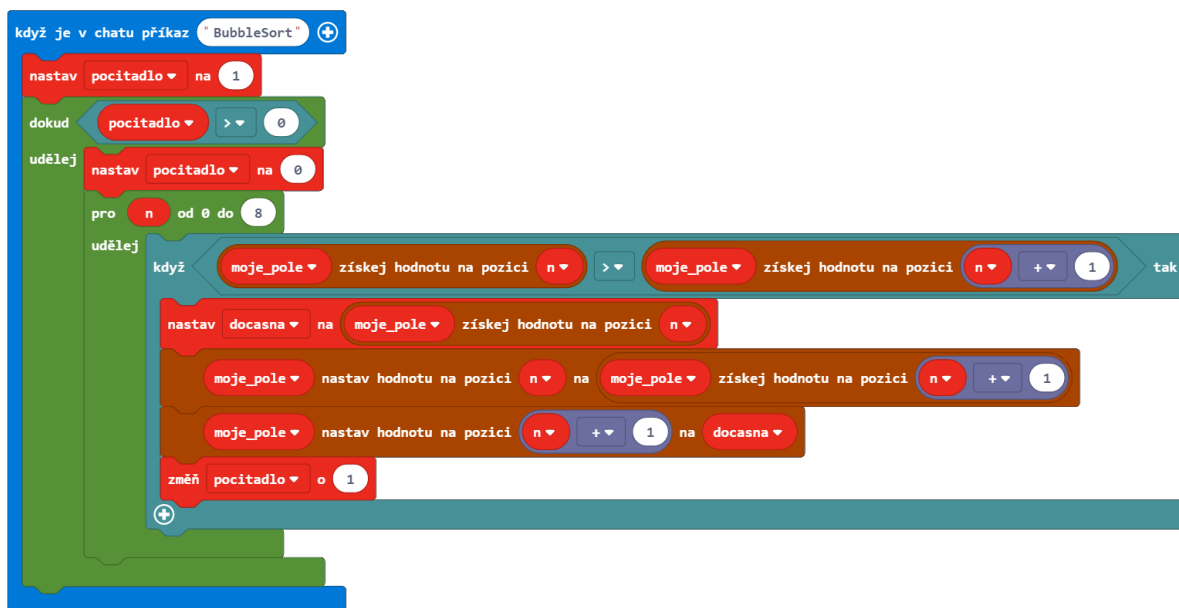 když je v chatu příkaz "BubbleSort"
nastav pocitadlo na 1
dokud pocitadlo > 0
udělej
nastav pocitadlo na 0
pro n od 0 do 8
udělej
když moje_pole získej hodnotu na pozici n > moje_pole získej hodnotu na pozici n + 1 tak
nastav docasna na moje_pole získej hodnotu na pozici n
moje_pole nastav hodnotu na pozici n na moje_pole získej hodnotu na pozici n + 1
moje_pole nastav hodnotu na pozici n + 1 na docasna
změň pocitadlo o 1